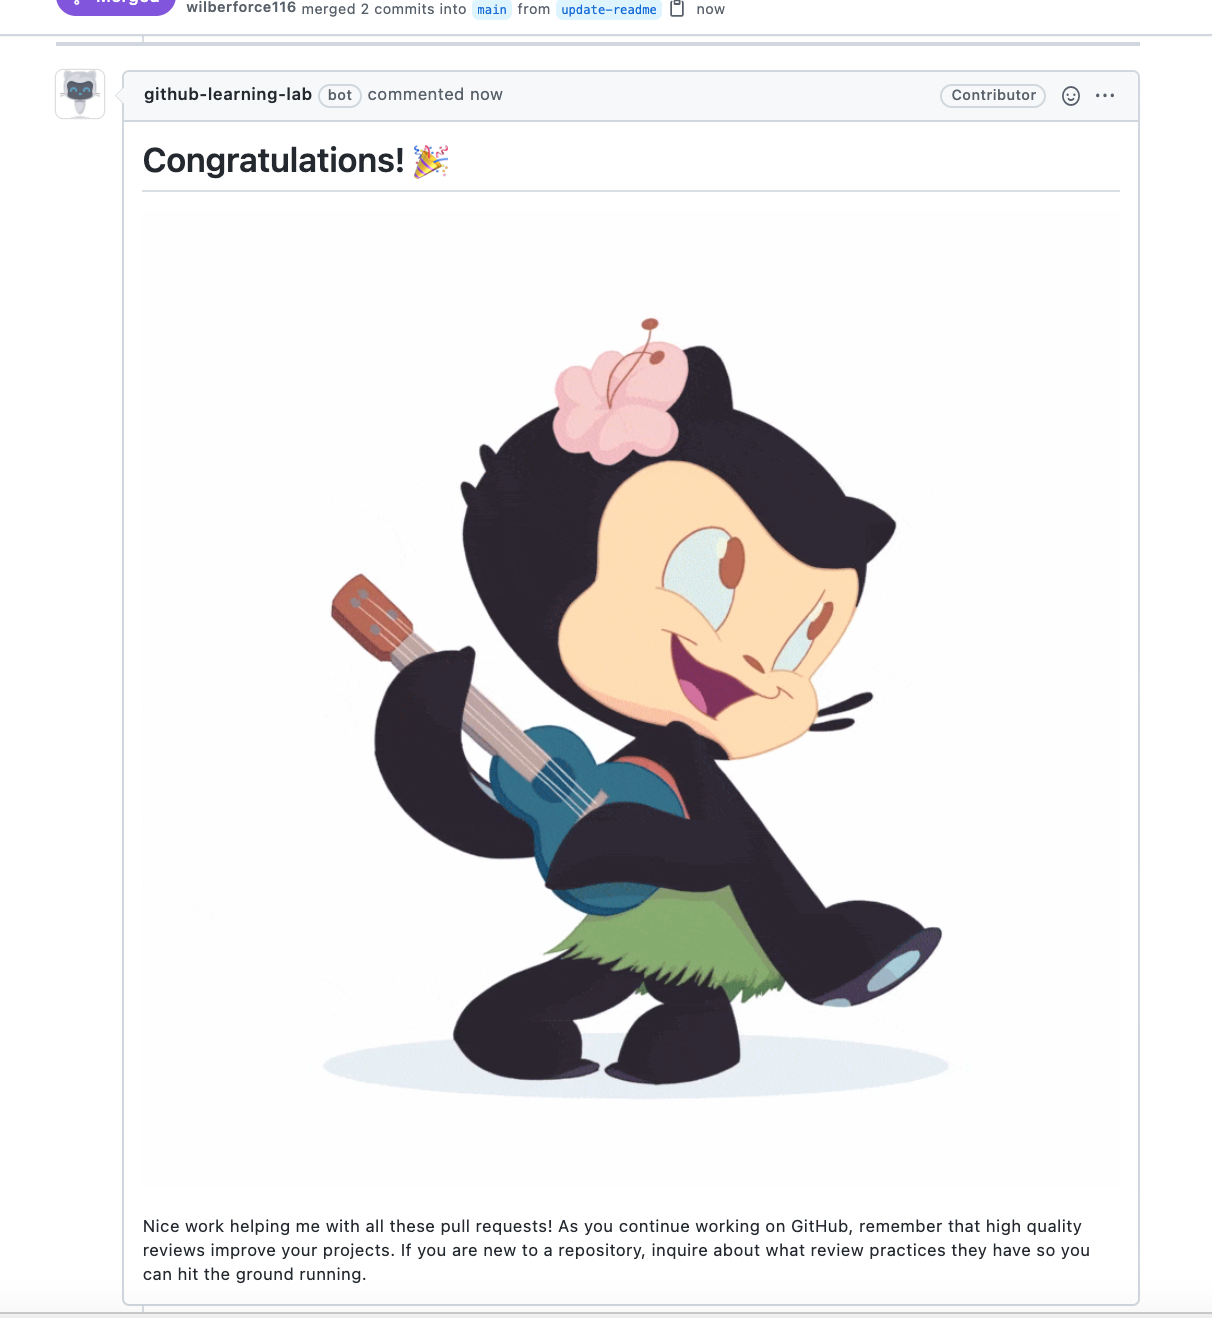 Merged
wilberforce116 merged 2 commits into main from update-readme now
github-learning-lab bot commented now Contributor
Congratulations! 🎉
Nice work helping me with all these pull requests! As you continue working on GitHub, remember that high quality
reviews improve your projects. If you are new to a repository, inquire about what review practices they have so you
can hit the ground running.